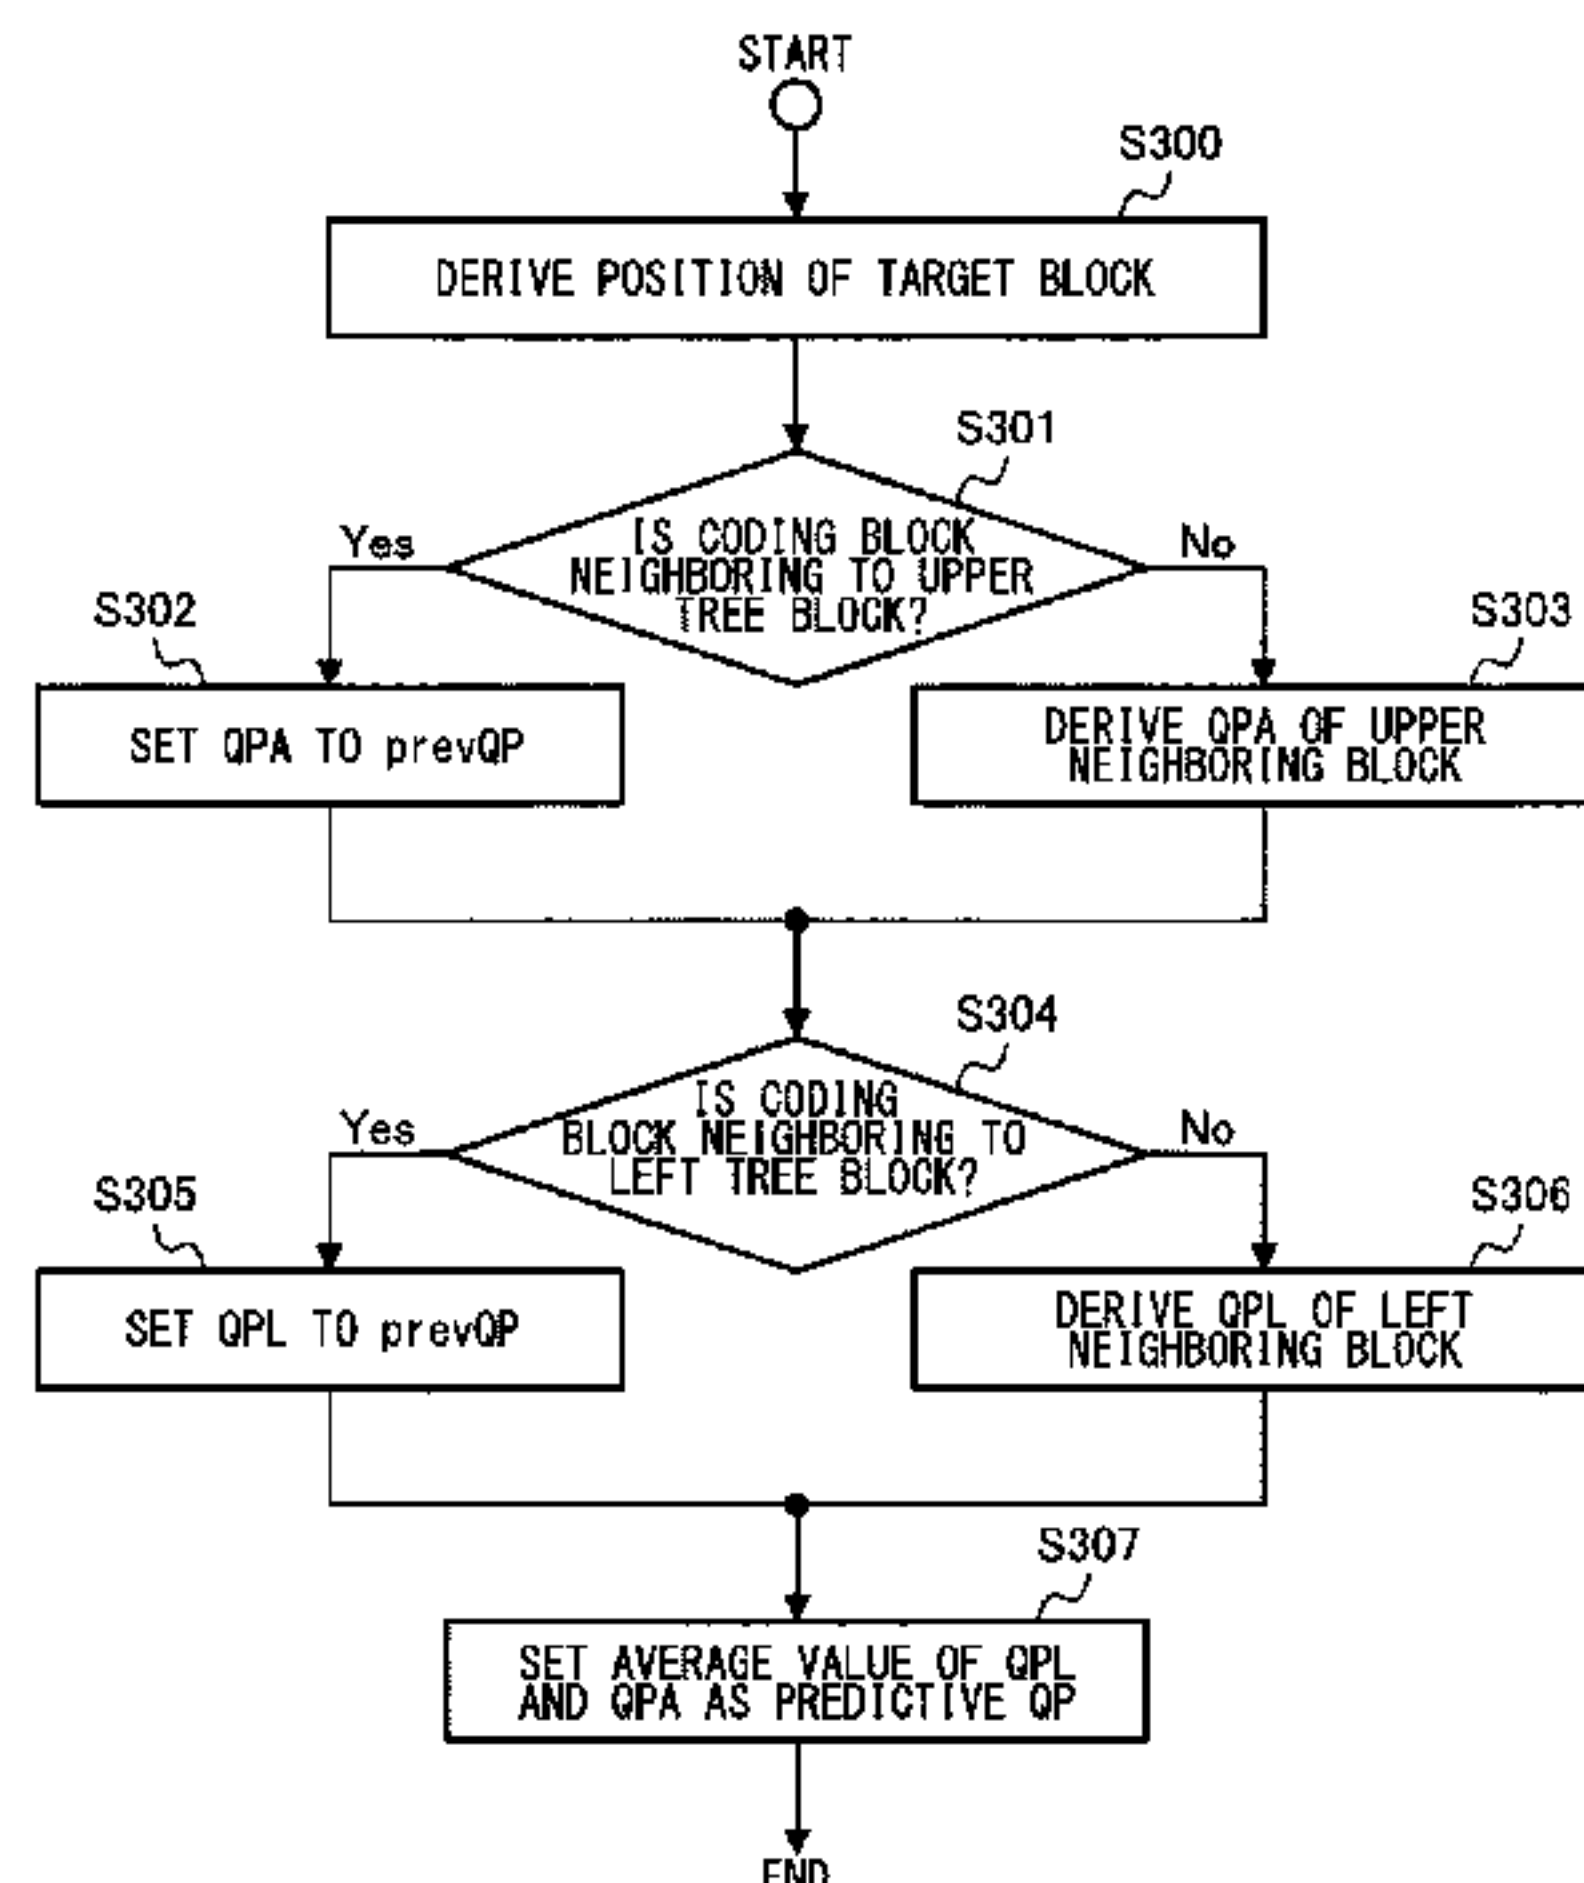 START
S300
DERIVE POSITION OF TARGET BLOCK
S301
IS CODING BLOCK
NEIGHBORING TO UPPER
TREE BLOCK?
Yes
No
S302
SET QPA TO prevQP
S303
DERIVE QPA OF UPPER
NEIGHBORING BLOCK
S304
IS CODING
BLOCK NEIGHBORING TO
LEFT TREE BLOCK?
Yes
No
S305
SET QPL TO prevQP
S306
DERIVE QPL OF LEFT
NEIGHBORING BLOCK
S307
SET AVERAGE VALUE OF QPL
AND QPA AS PREDICTIVE QP
END